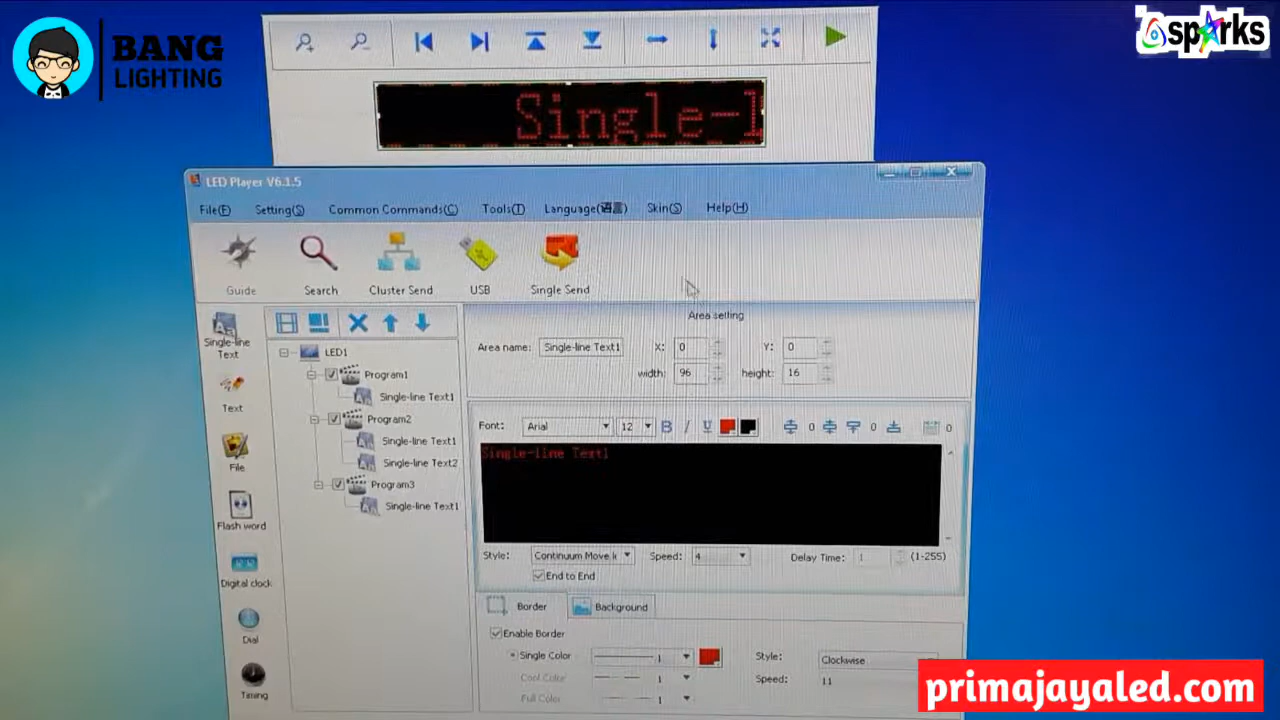 BANG
LIGHTING
sparks
Single-l
LED Player V6.1.5
File(F) Setting(S) Common Commands(C) Tools(T) Language(语言) Skin(S) Help(H)
Guide Search Cluster Send USB Single Send
Single-line
Text
Text
File
Flash word
Digital clock
Dial
Timing
LED1
Program1
Single-line Text1
Program2
Single-line Text1
Single-line Text2
Program3
Single-line Text1
Area setting
Area name: Single-line Text1 X: 0 Y: 0
width: 96 height: 16
Font: Arial 12 B I U 0 0 0
Single-line Text1
Style: Continuum Move Speed: 4 Delay Time: 1 (1-255)
End to End
Border Background
Enable Border
Single Color 1 Style: Clockwise
Cool Color 1 Speed: 11
Full Color 1
primajayaled.com